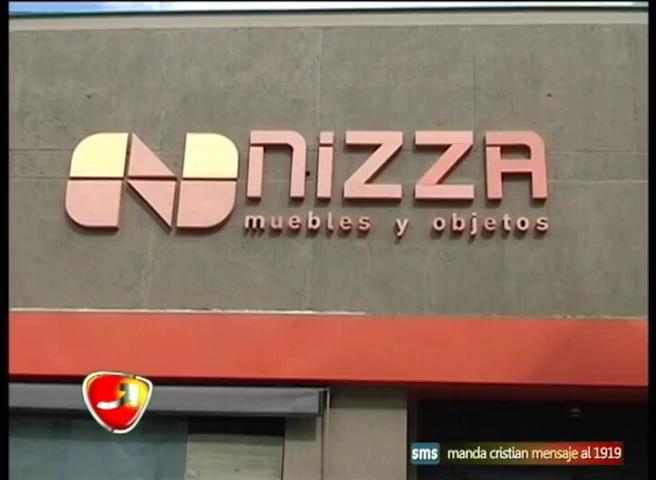 nizza
muebles y objetos
sms manda cristian mensaje al 1919